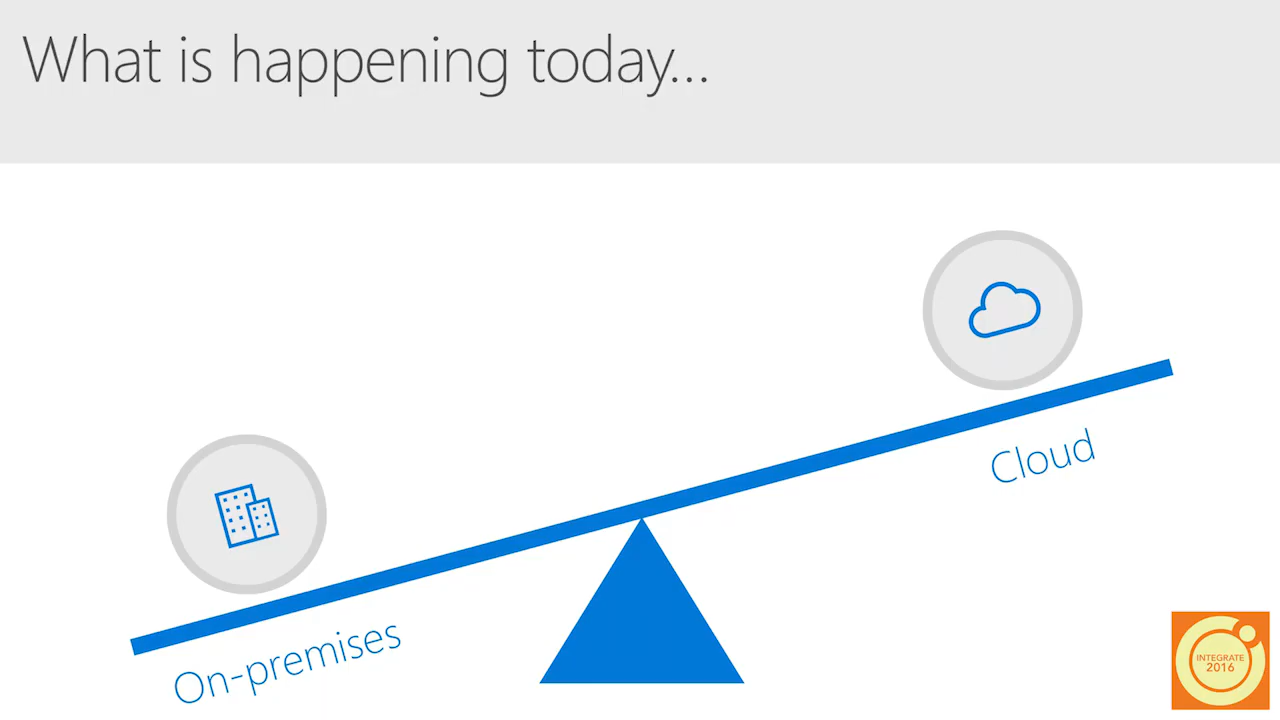 What is happening today...
Cloud
On-premises
INTEGRATE
2016